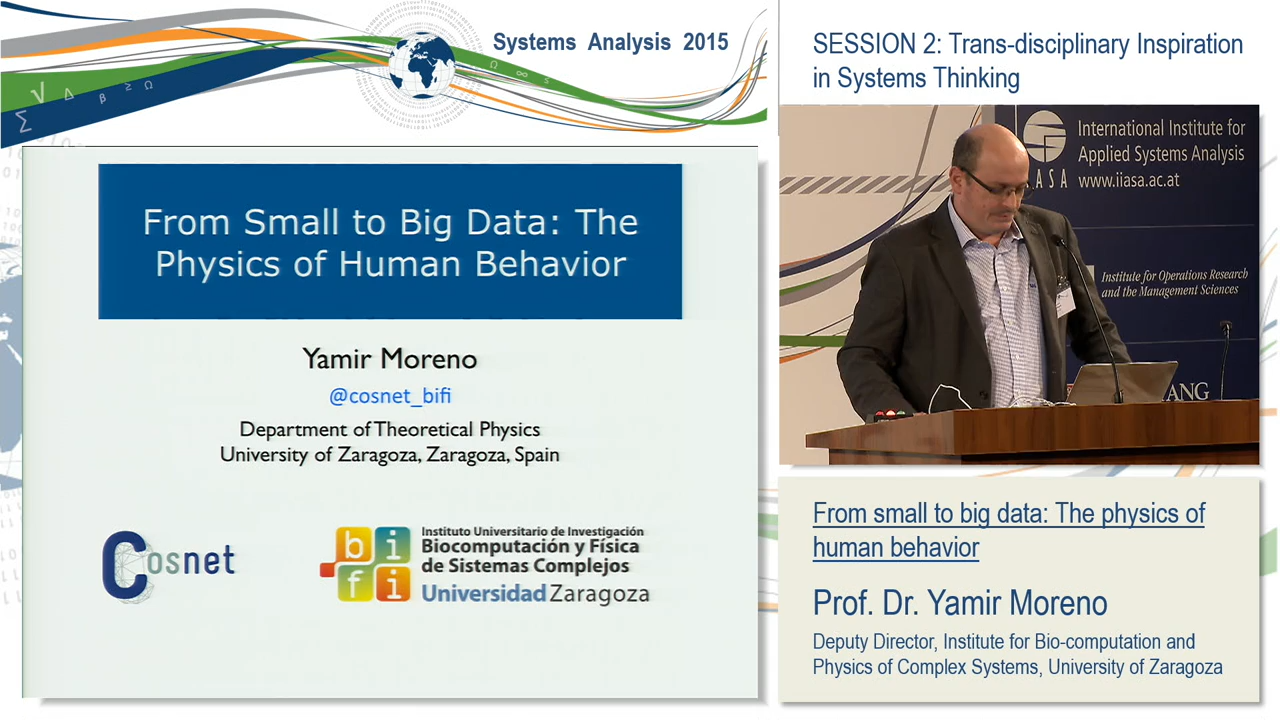 Systems Analysis 2015
From Small to Big Data: The
Physics of Human Behavior
Yamir Moreno
@cosnet_bifi
Department of Theoretical Physics
University of Zaragoza, Zaragoza, Spain
Cosnet
bifi
Instituto Universitario de Investigación
Biocomputación y Física
de Sistemas Complejos
Universidad Zaragoza
SESSION 2: Trans-disciplinary Inspiration
in Systems Thinking
International Institute for
Applied Systems Analysis
www.iiasa.ac.at
IASA
Institute for Operations Research
and the Management Sciences
ANG
From small to big data: The physics of
human behavior
Prof. Dr. Yamir Moreno
Deputy Director, Institute for Bio-computation and
Physics of Complex Systems, University of Zaragoza